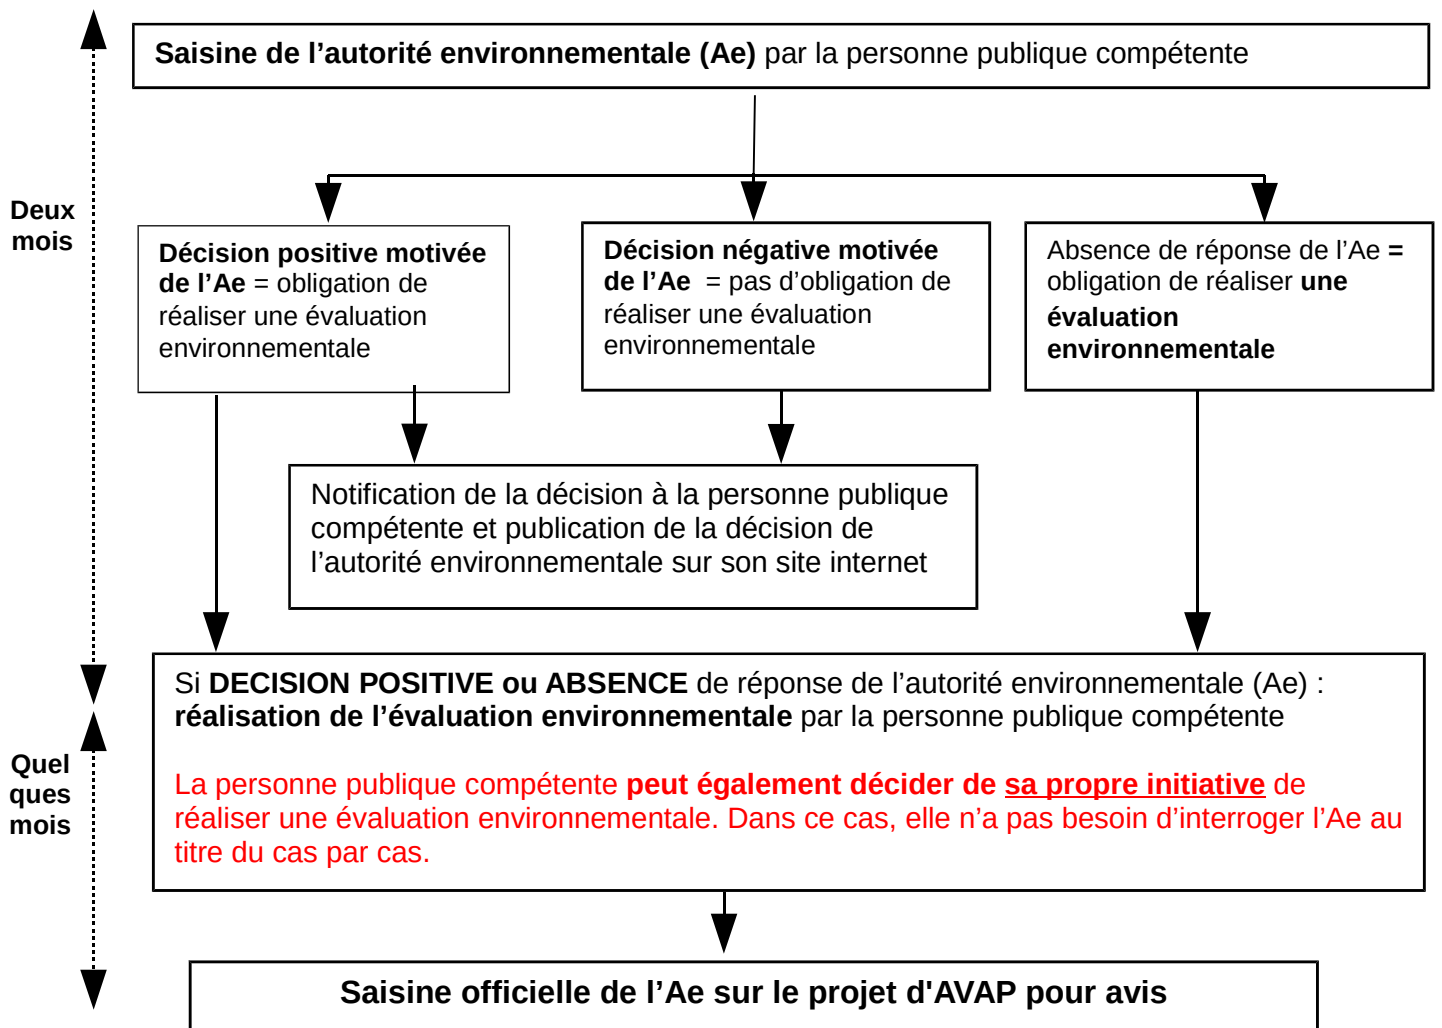 Saisine de l’autorité environnementale (Ae) par la personne publique compétente
Deux
mois
Décision positive motivée
de l’Ae = obligation de
réaliser une évaluation
environnementale
Décision négative motivée
de l’Ae = pas d’obligation de
réaliser une évaluation
environnementale
Absence de réponse de l’Ae =
obligation de réaliser une
évaluation
environnementale
Notification de la décision à la personne publique
compétente et publication de la décision de
l’autorité environnementale sur son site internet
Si DECISION POSITIVE ou ABSENCE de réponse de l’autorité environnementale (Ae) :
réalisation de l’évaluation environnementale par la personne publique compétente
Quel
ques
mois
La personne publique compétente peut également décider de sa propre initiative de
réaliser une évaluation environnementale. Dans ce cas, elle n’a pas besoin d’interroger l’Ae au
titre du cas par cas.
Saisine officielle de l’Ae sur le projet d'AVAP pour avis